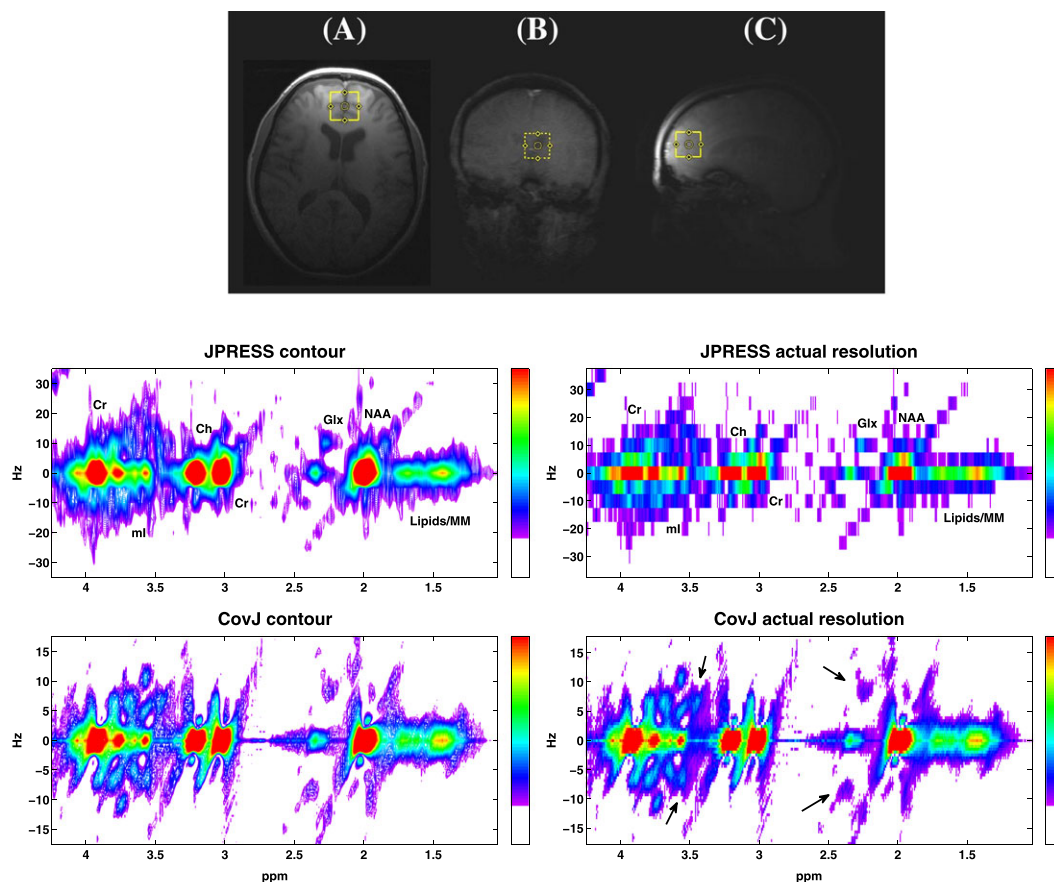 (A) (B) (C)
JPRESS contour
JPRESS actual resolution
30
20
10
0
−10
−20
−30
Hz
Cr
Ch
Glx
NAA
Cr
mI
Lipids/MM
4 3.5 3 2.5 2 1.5
30
20
10
0
−10
−20
−30
Hz
Cr
Ch
Glx
NAA
Cr
mI
Lipids/MM
4 3.5 3 2.5 2 1.5
CovJ contour
CovJ actual resolution
15
10
5
0
−5
−10
−15
Hz
4 3.5 3 2.5 2 1.5
ppm
15
10
5
0
−5
−10
−15
Hz
4 3.5 3 2.5 2 1.5
ppm